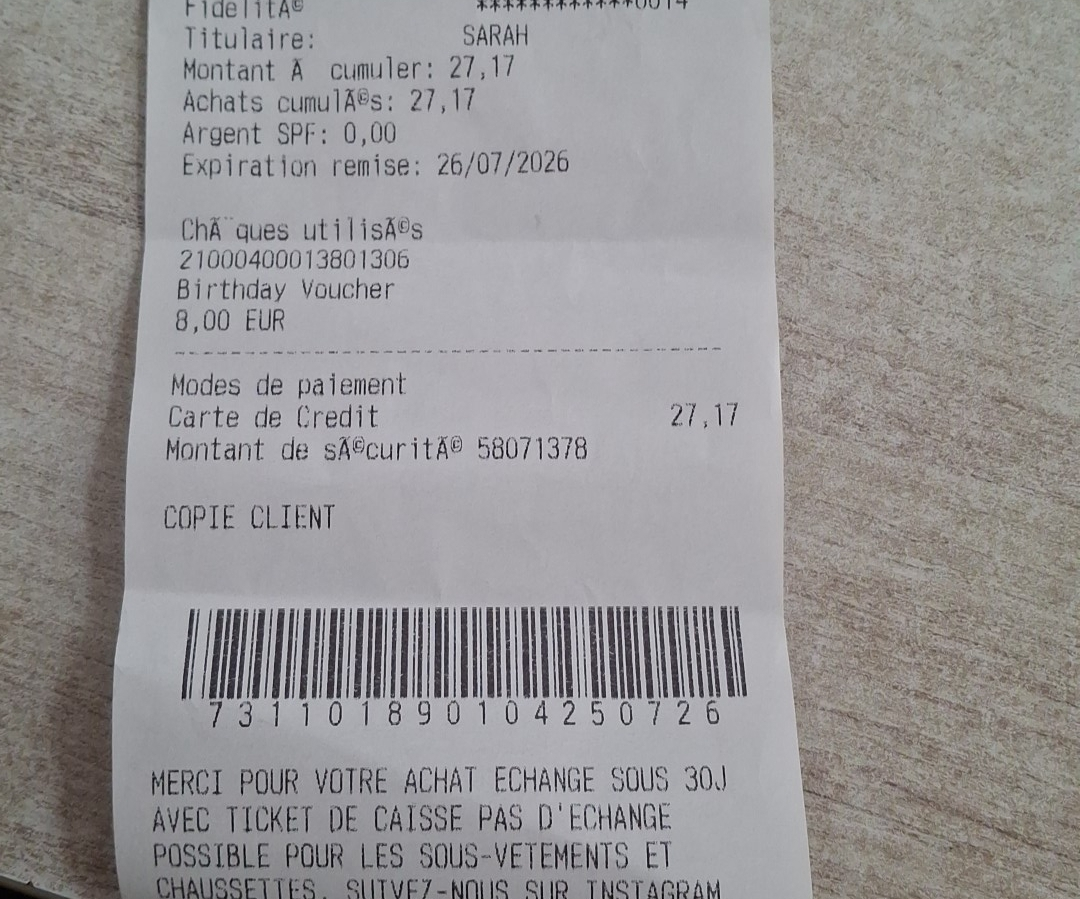 FidelitÃ© ************0014
Titulaire: SARAH
Montant Ã  cumuler: 27,17
Achats cumulÃ©s: 27,17
Argent SPF: 0,00
Expiration remise: 26/07/2026
ChÃ¨ques utilisÃ©s
21000400013801306
Birthday Voucher
8,00 EUR
Modes de paiement
Carte de Credit 27,17
Montant de sÃ©curitÃ© 58071378
COPIE CLIENT
731101890104250726
MERCI POUR VOTRE ACHAT ECHANGE SOUS 30J
AVEC TICKET DE CAISSE PAS D'ECHANGE
POSSIBLE POUR LES SOUS-VETEMENTS ET
CHAUSSETTES. SUIVEZ-NOUS SUR INSTAGRAM